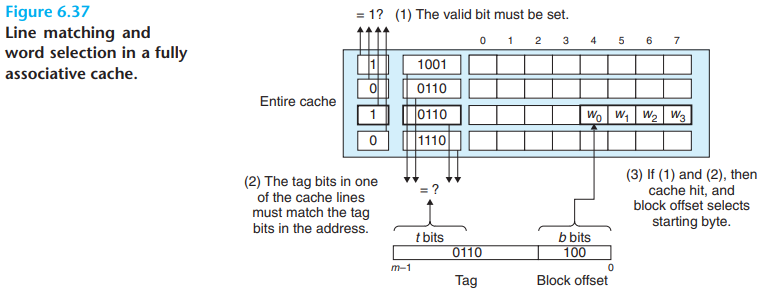 Figure 6.37
Line matching and
word selection in a fully
associative cache.
= 1? (1) The valid bit must be set.
0 1 2 3 4 5 6 7
Entire cache
1 1001
0 0110
1 0110 w0 w1 w2 w3
0 1110
(2) The tag bits in one
of the cache lines
must match the tag
bits in the address.
= ?
(3) If (1) and (2), then
cache hit, and
block offset selects
starting byte.
t bits b bits
0110 100
m–1 0
Tag Block offset